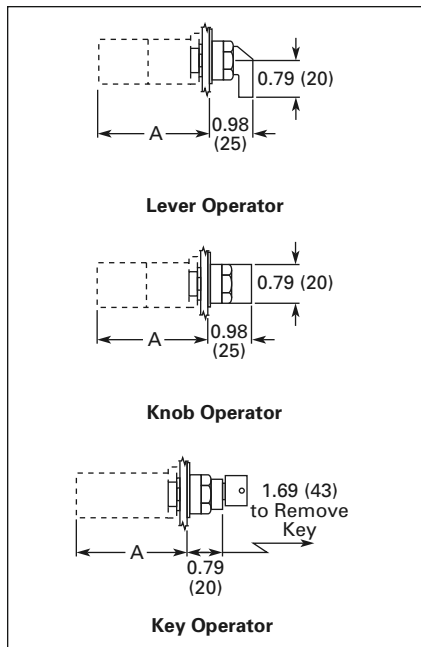 0.79 (20)
A
0.98
(25)
Lever Operator
0.79 (20)
A
0.98
(25)
Knob Operator
1.69 (43)
to Remove
Key
A
0.79
(20)
Key Operator